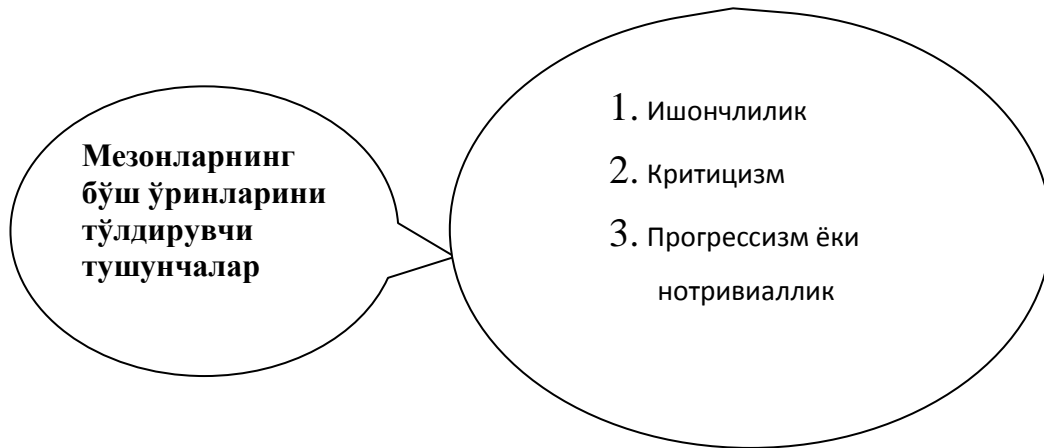 Мезонларнинг
бўш ўринларини
тўлдирувчи
тушунчалар
1. Ишончлилик
2. Критицизм
3. Прогрессизм ёки
нотривиаллик